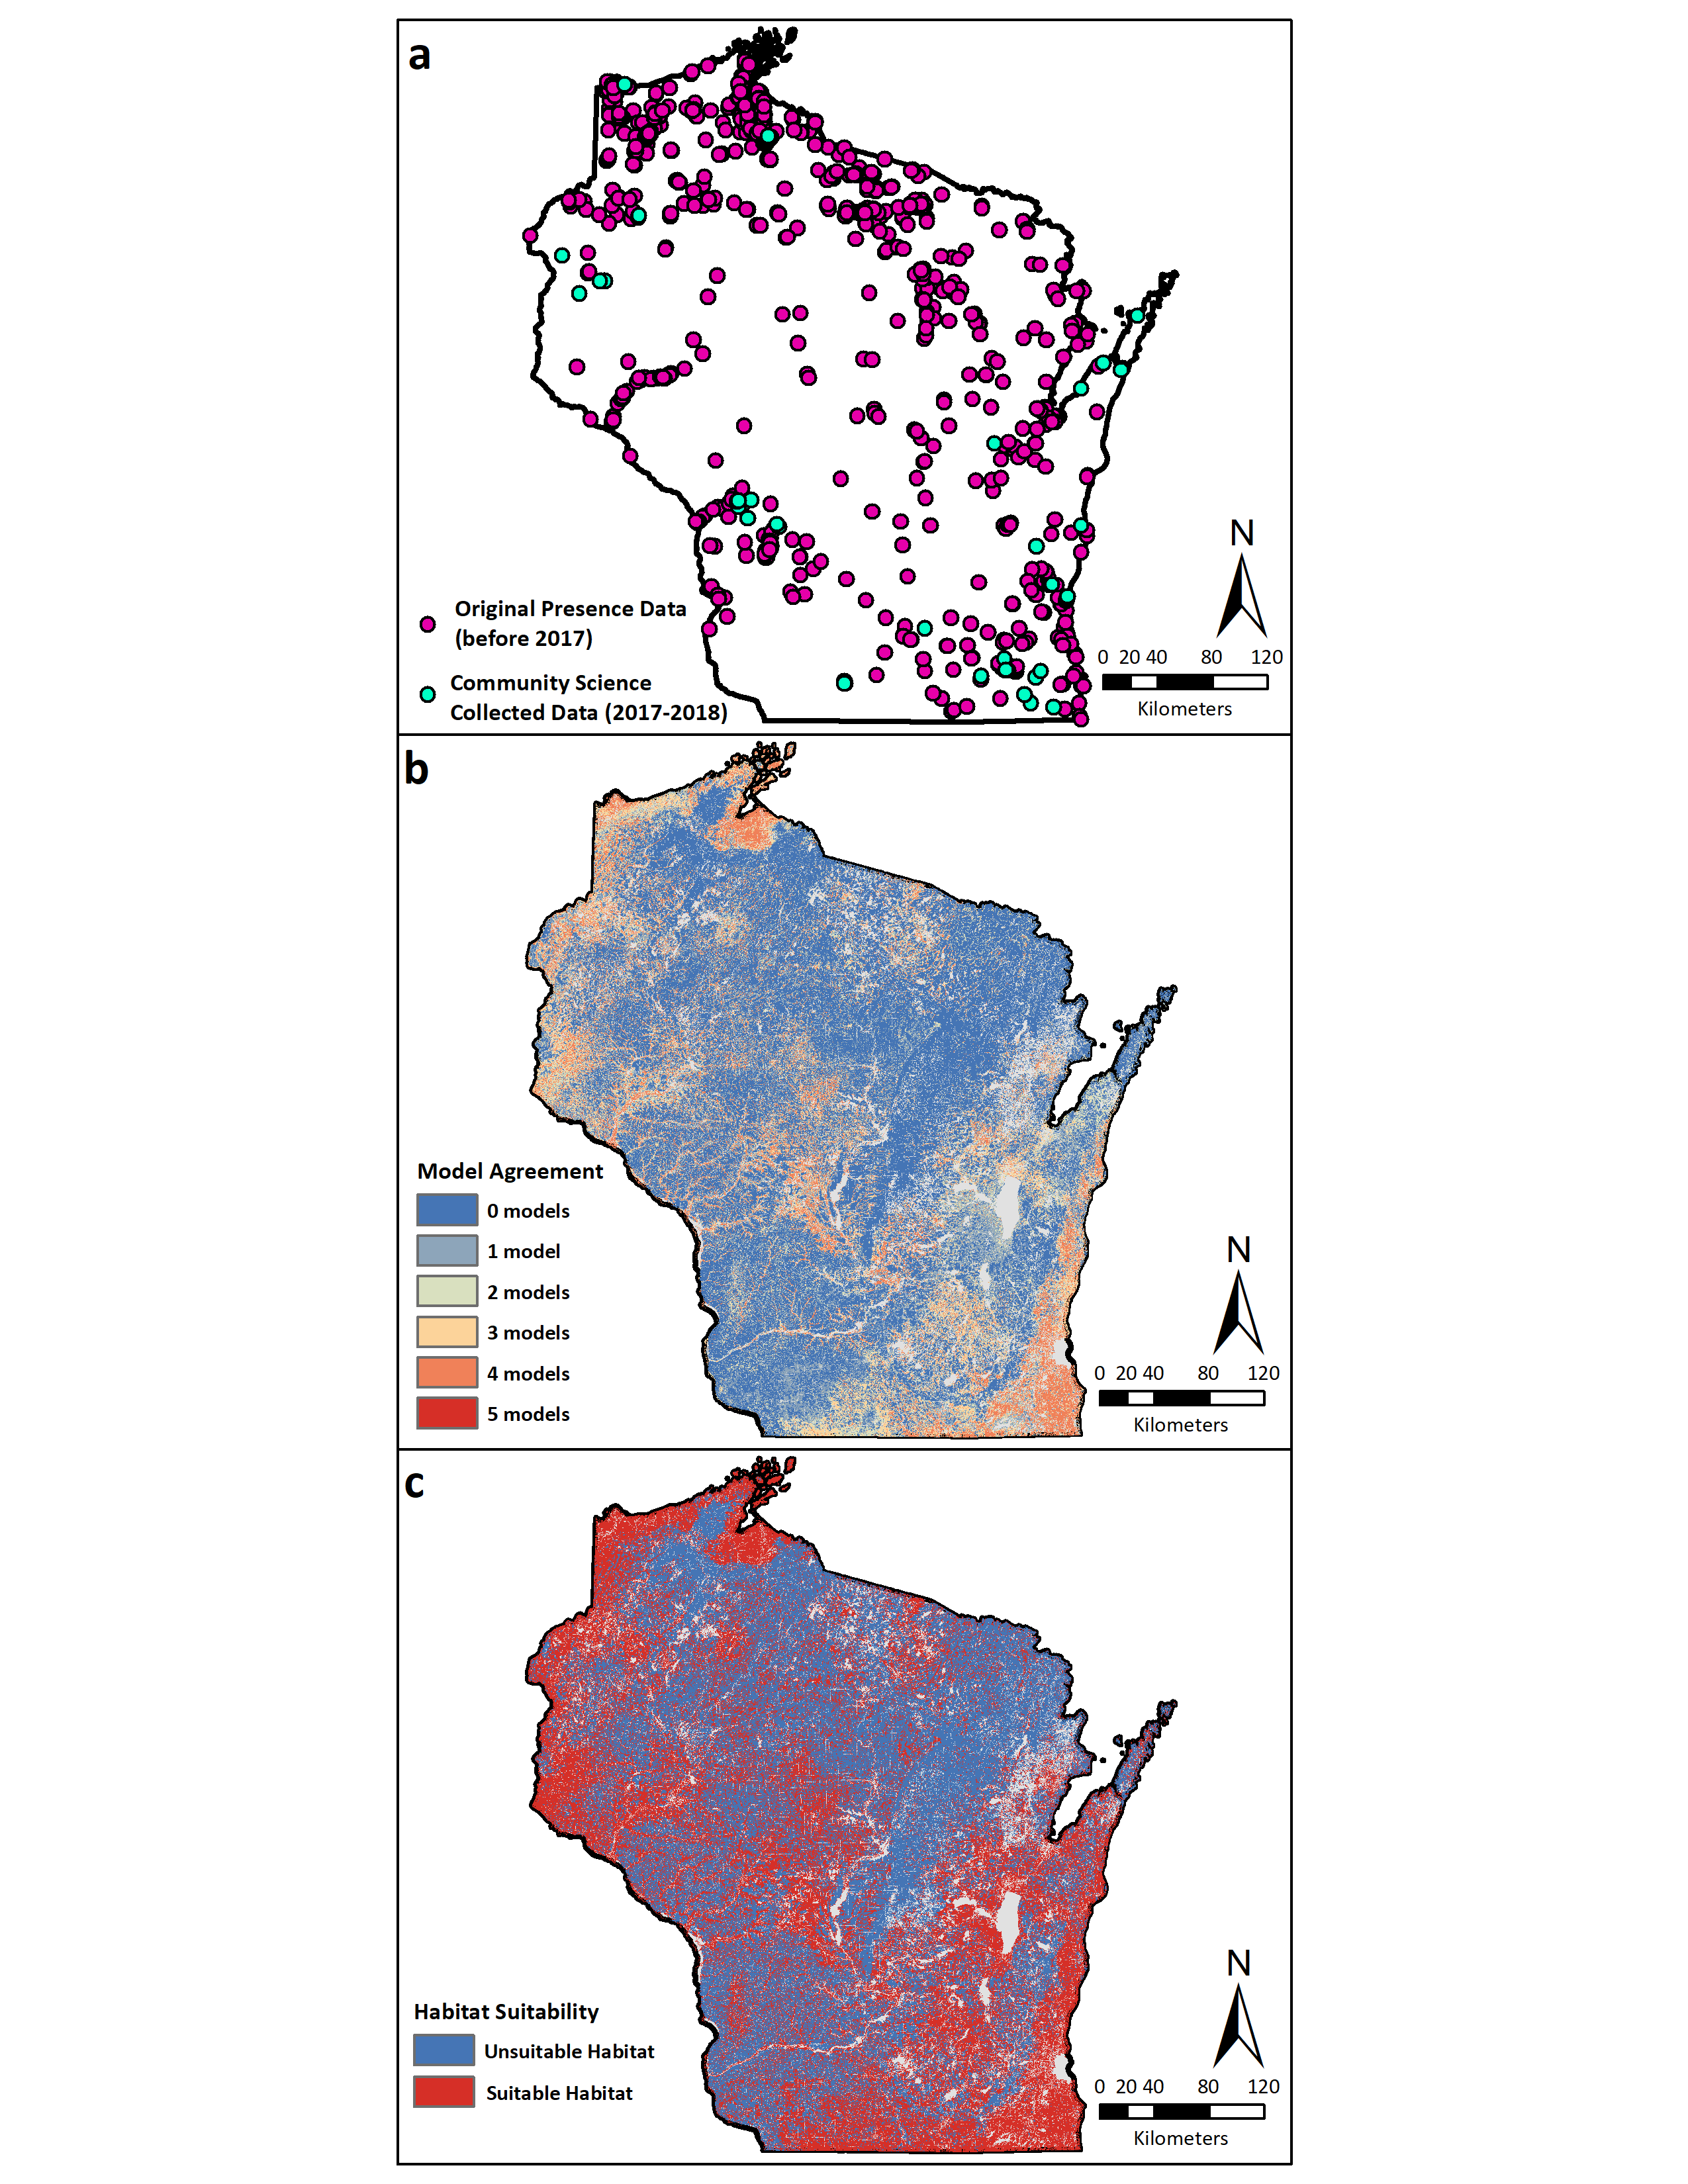 a
N
Original Presence Data
(before 2017)
Community Science
Collected Data (2017-2018)
0 20 40 80 120
Kilometers
b
Model Agreement
0 models
1 model
2 models
3 models
4 models
5 models
N
0 20 40 80 120
Kilometers
c
Habitat Suitability
Unsuitable Habitat
Suitable Habitat
N
0 20 40 80 120
Kilometers